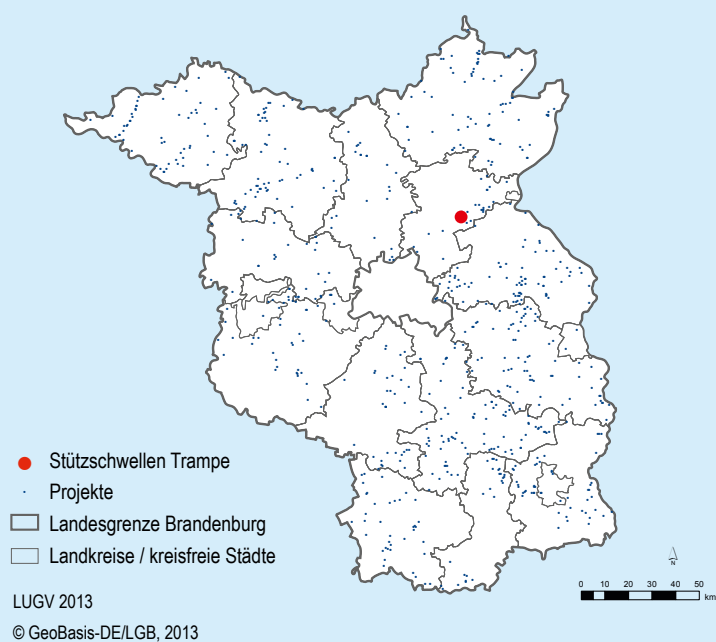 Stützschwellen Trampe
Projekte
Landesgrenze Brandenburg
Landkreise / kreisfreie Städte
LUGV 2013
© GeoBasis-DE/LGB, 2013
N
0 10 20 30 40 50
km